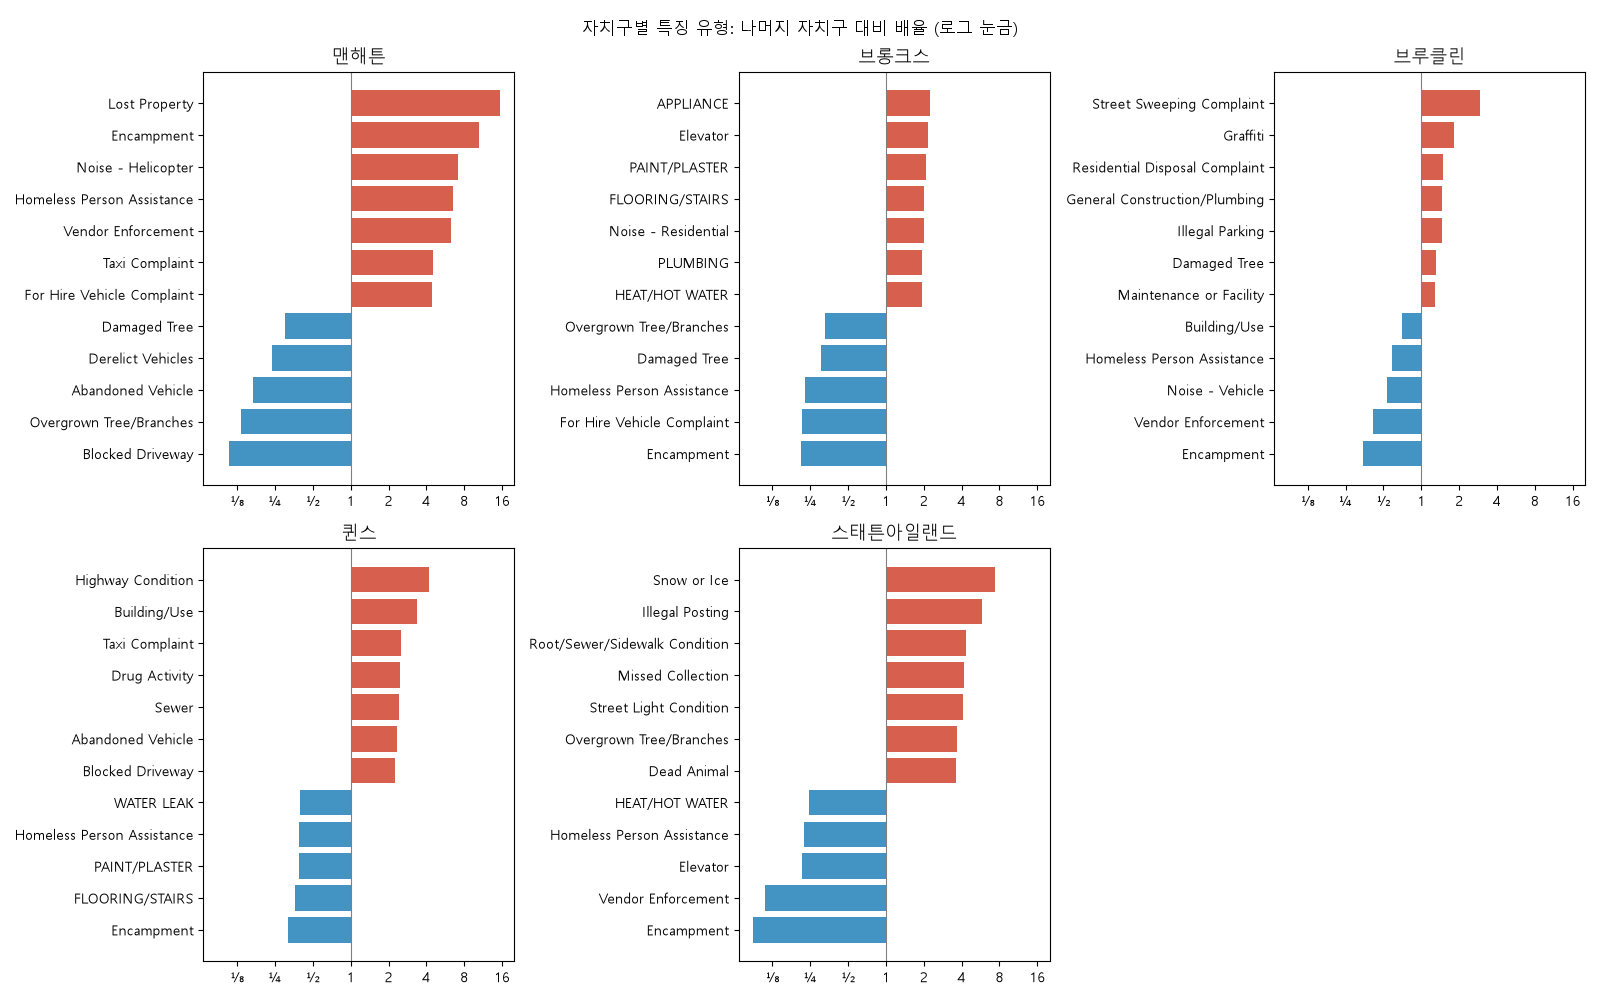 자치구별 특징 유형: 나머지 자치구 대비 배율 (로그 눈금)
맨해튼
Lost Property
Encampment
Noise - Helicopter
Homeless Person Assistance
Vendor Enforcement
Taxi Complaint
For Hire Vehicle Complaint
Damaged Tree
Derelict Vehicles
Abandoned Vehicle
Overgrown Tree/Branches
Blocked Driveway
⅛ ¼ ½ 1 2 4 8 16
브롱크스
APPLIANCE
Elevator
PAINT/PLASTER
FLOORING/STAIRS
Noise - Residential
PLUMBING
HEAT/HOT WATER
Overgrown Tree/Branches
Damaged Tree
Homeless Person Assistance
For Hire Vehicle Complaint
Encampment
⅛ ¼ ½ 1 2 4 8 16
브루클린
Street Sweeping Complaint
Graffiti
Residential Disposal Complaint
General Construction/Plumbing
Illegal Parking
Damaged Tree
Maintenance or Facility
Building/Use
Homeless Person Assistance
Noise - Vehicle
Vendor Enforcement
Encampment
⅛ ¼ ½ 1 2 4 8 16
퀸스
Highway Condition
Building/Use
Taxi Complaint
Drug Activity
Sewer
Abandoned Vehicle
Blocked Driveway
WATER LEAK
Homeless Person Assistance
PAINT/PLASTER
FLOORING/STAIRS
Encampment
⅛ ¼ ½ 1 2 4 8 16
스태튼아일랜드
Snow or Ice
Illegal Posting
Root/Sewer/Sidewalk Condition
Missed Collection
Street Light Condition
Overgrown Tree/Branches
Dead Animal
HEAT/HOT WATER
Homeless Person Assistance
Elevator
Vendor Enforcement
Encampment
⅛ ¼ ½ 1 2 4 8 16